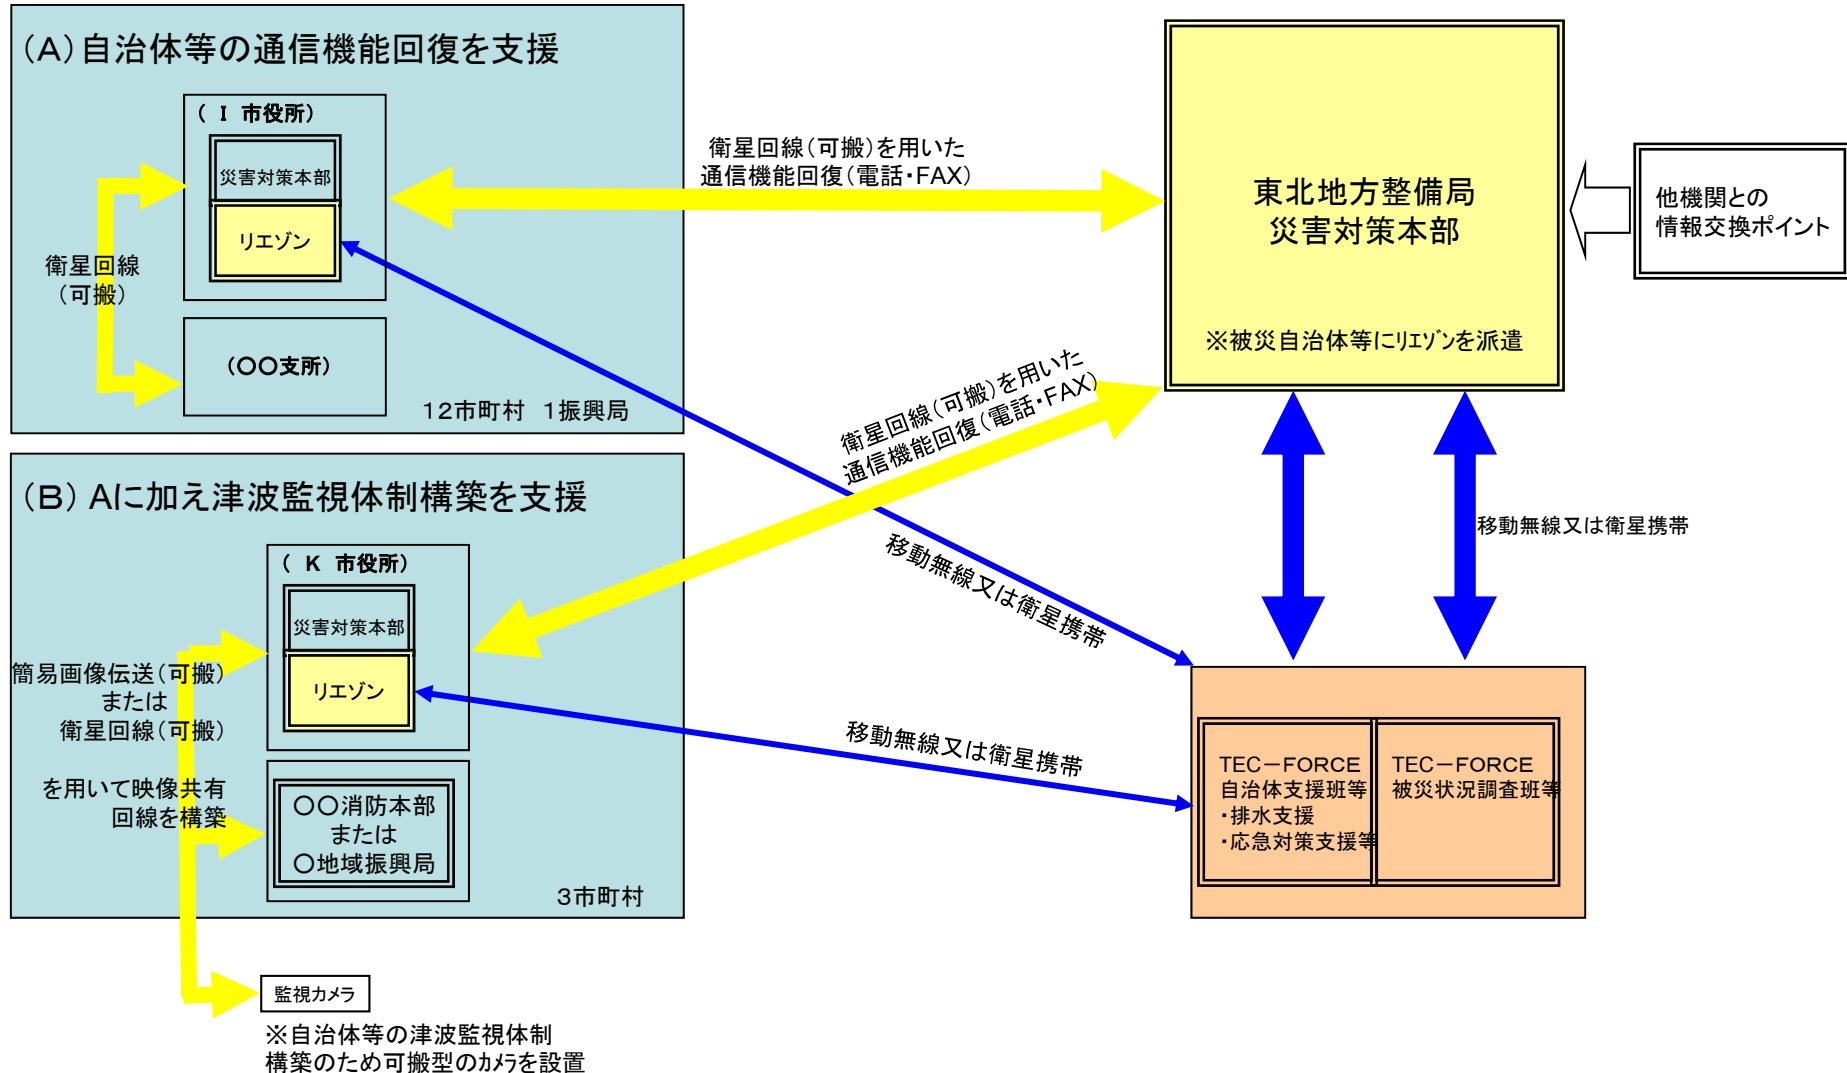 （A）自治体等の通信機能回復を支援
（ I 市役所）
災害対策本部
リエゾン
衛星回線
（可搬）
（〇〇支所）
12市町村 1振興局
衛星回線（可搬）を用いた
通信機能回復（電話・FAX）
東北地方整備局
災害対策本部
※被災自治体等にリエゾンを派遣
他機関との
情報交換ポイント
衛星回線（可搬）を用いた
通信機能回復（電話・FAX）
（B）Aに加え津波監視体制構築を支援
（ K 市役所）
災害対策本部
リエゾン
簡易画像伝送（可搬）
または
衛星回線（可搬）
を用いて映像共有
回線を構築
〇〇消防本部
または
〇地域振興局
3市町村
移動無線又は衛星携帯
移動無線又は衛星携帯
移動無線又は衛星携帯
TEC－FORCE
自治体支援班等
・排水支援
・応急対策支援等
TEC－FORCE
被災状況調査班等
監視カメラ
※自治体等の津波監視体制
構築のため可搬型のカメラを設置